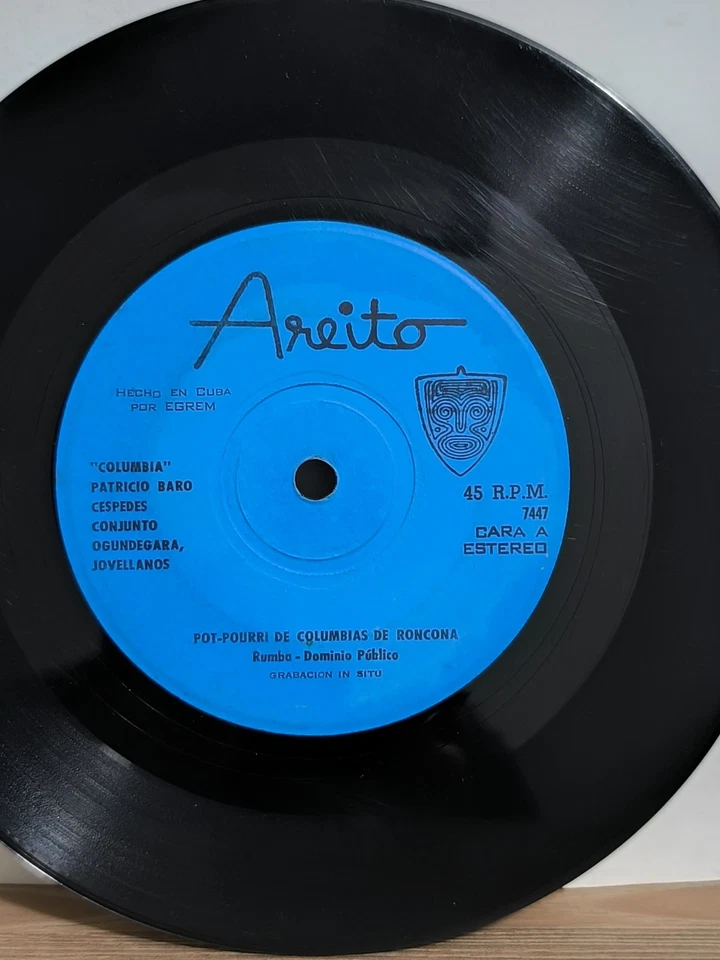 Areito
HECHO EN CUBA
POR EGREM
"COLUMBIA"
PATRICIO BARO
CESPEDES
CONJUNTO
OGUNDEGARA,
JOVELLANOS
45 R.P.M.
7447
CARA A
ESTEREO
POT-POURRI DE COLUMBIAS DE RONCONA
Rumba - Dominio Público
GRABACION IN SITU